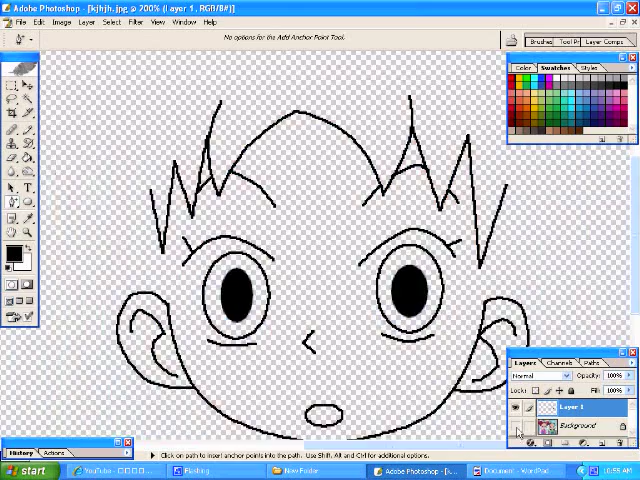 Adobe Photoshop - [kjhjh.jpg @ 200% (Layer 1, RGB/8#)]
File Edit Image Layer Select Filter View Window Help
No options for the Add Anchor Point Tool.
Brushes Tool Pr Layer Comps
Color Swatches Styles
Layers Channels Paths
Normal Opacity: 100%
Lock: Fill: 100%
Layer 1
Background
History Actions
Click on path to insert anchor points into the path. Use Shift, Alt and Ctrl for additional options.
start YouTube - Flashing New Folder Adobe Photoshop - [k... Document - WordPad 10:55 AM